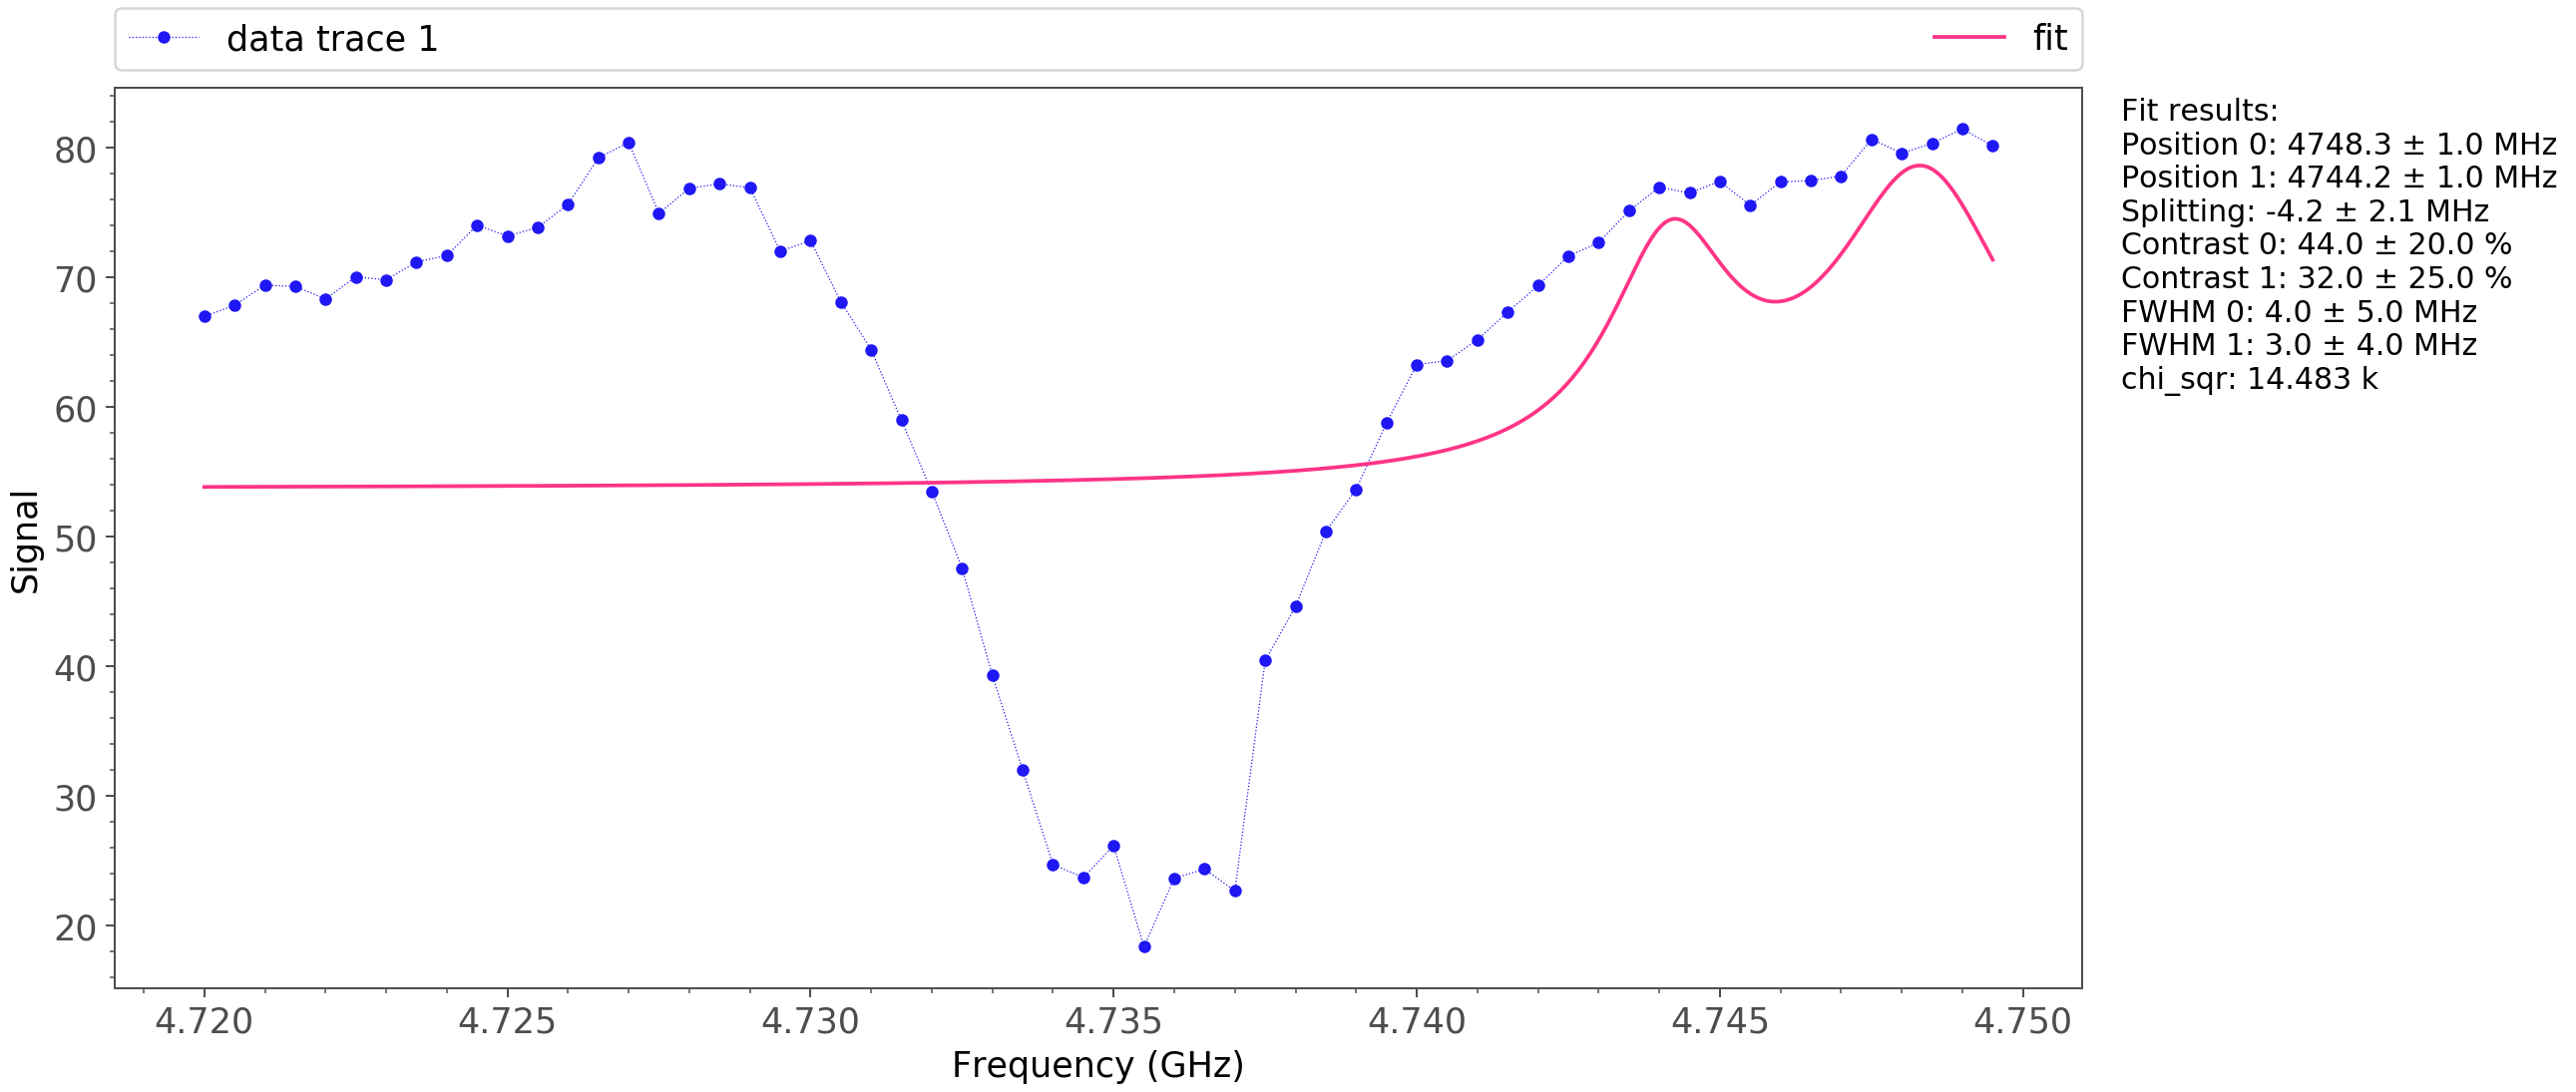 data trace 1
fit
Fit results:
Position 0: 4748.3 ± 1.0 MHz
Position 1: 4744.2 ± 1.0 MHz
Splitting: -4.2 ± 2.1 MHz
Contrast 0: 44.0 ± 20.0 %
Contrast 1: 32.0 ± 25.0 %
FWHM 0: 4.0 ± 5.0 MHz
FWHM 1: 3.0 ± 4.0 MHz
chi_sqr: 14.483 k
Signal
80
70
60
50
40
30
20
4.720 4.725 4.730 4.735 4.740 4.745 4.750
Frequency (GHz)